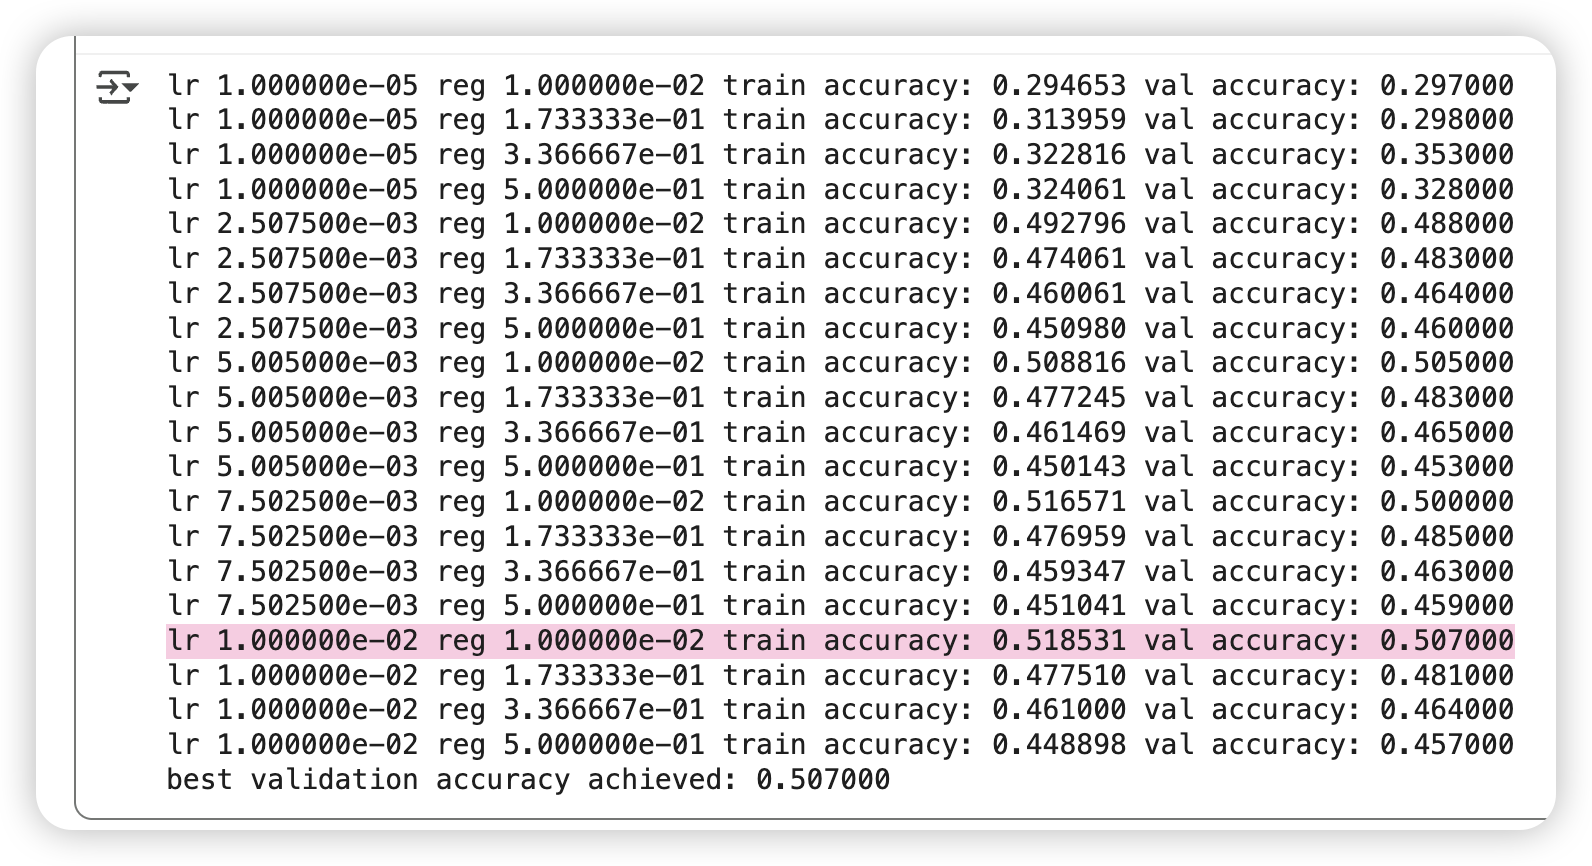 lr 1.000000e-05 reg 1.000000e-02 train accuracy: 0.294653 val accuracy: 0.297000
lr 1.000000e-05 reg 1.733333e-01 train accuracy: 0.313959 val accuracy: 0.298000
lr 1.000000e-05 reg 3.366667e-01 train accuracy: 0.322816 val accuracy: 0.353000
lr 1.000000e-05 reg 5.000000e-01 train accuracy: 0.324061 val accuracy: 0.328000
lr 2.507500e-03 reg 1.000000e-02 train accuracy: 0.492796 val accuracy: 0.488000
lr 2.507500e-03 reg 1.733333e-01 train accuracy: 0.474061 val accuracy: 0.483000
lr 2.507500e-03 reg 3.366667e-01 train accuracy: 0.460061 val accuracy: 0.464000
lr 2.507500e-03 reg 5.000000e-01 train accuracy: 0.450980 val accuracy: 0.460000
lr 5.005000e-03 reg 1.000000e-02 train accuracy: 0.508816 val accuracy: 0.505000
lr 5.005000e-03 reg 1.733333e-01 train accuracy: 0.477245 val accuracy: 0.483000
lr 5.005000e-03 reg 3.366667e-01 train accuracy: 0.461469 val accuracy: 0.465000
lr 5.005000e-03 reg 5.000000e-01 train accuracy: 0.450143 val accuracy: 0.453000
lr 7.502500e-03 reg 1.000000e-02 train accuracy: 0.516571 val accuracy: 0.500000
lr 7.502500e-03 reg 1.733333e-01 train accuracy: 0.476959 val accuracy: 0.485000
lr 7.502500e-03 reg 3.366667e-01 train accuracy: 0.459347 val accuracy: 0.463000
lr 7.502500e-03 reg 5.000000e-01 train accuracy: 0.451041 val accuracy: 0.459000
lr 1.000000e-02 reg 1.000000e-02 train accuracy: 0.518531 val accuracy: 0.507000
lr 1.000000e-02 reg 1.733333e-01 train accuracy: 0.477510 val accuracy: 0.481000
lr 1.000000e-02 reg 3.366667e-01 train accuracy: 0.461000 val accuracy: 0.464000
lr 1.000000e-02 reg 5.000000e-01 train accuracy: 0.448898 val accuracy: 0.457000
best validation accuracy achieved: 0.507000